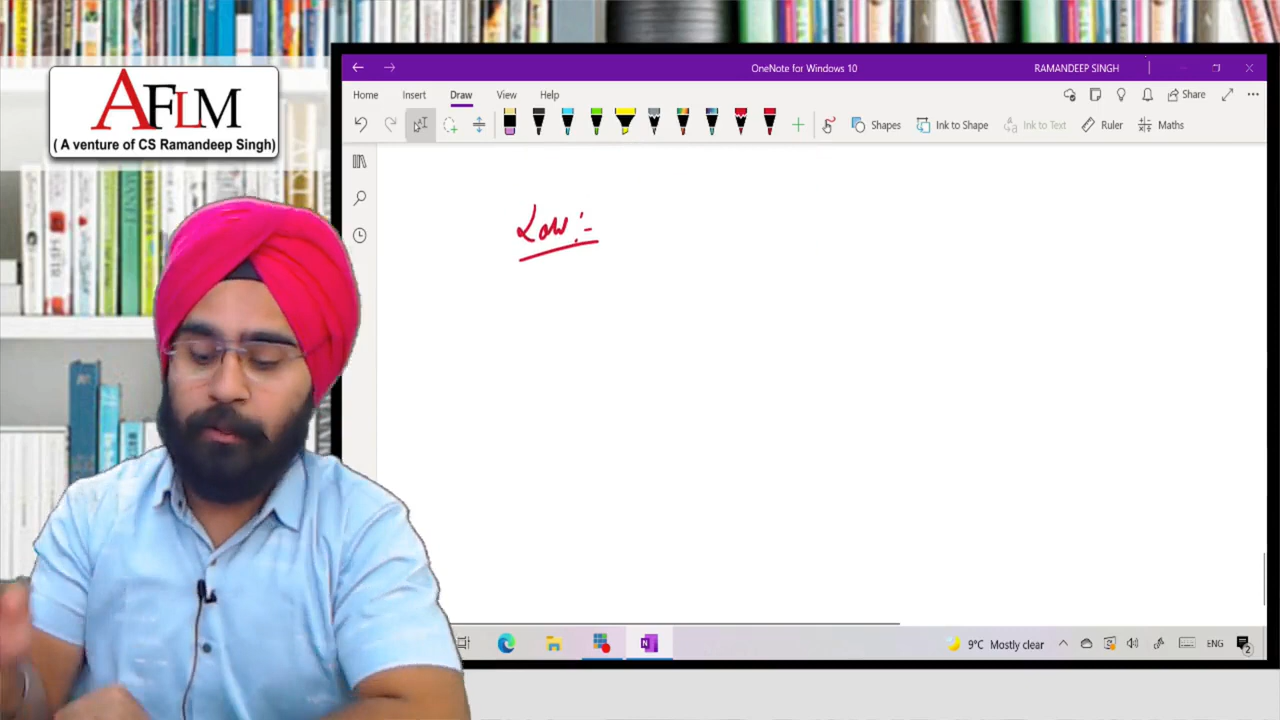 AFLM
( A venture of CS Ramandeep Singh)
OneNote for Windows 10
RAMANDEEP SINGH
Home Insert Draw View Help
Share
Shapes Ink to Shape Ink to Text Ruler Maths
Law :-
9°C Mostly clear
ENG
2